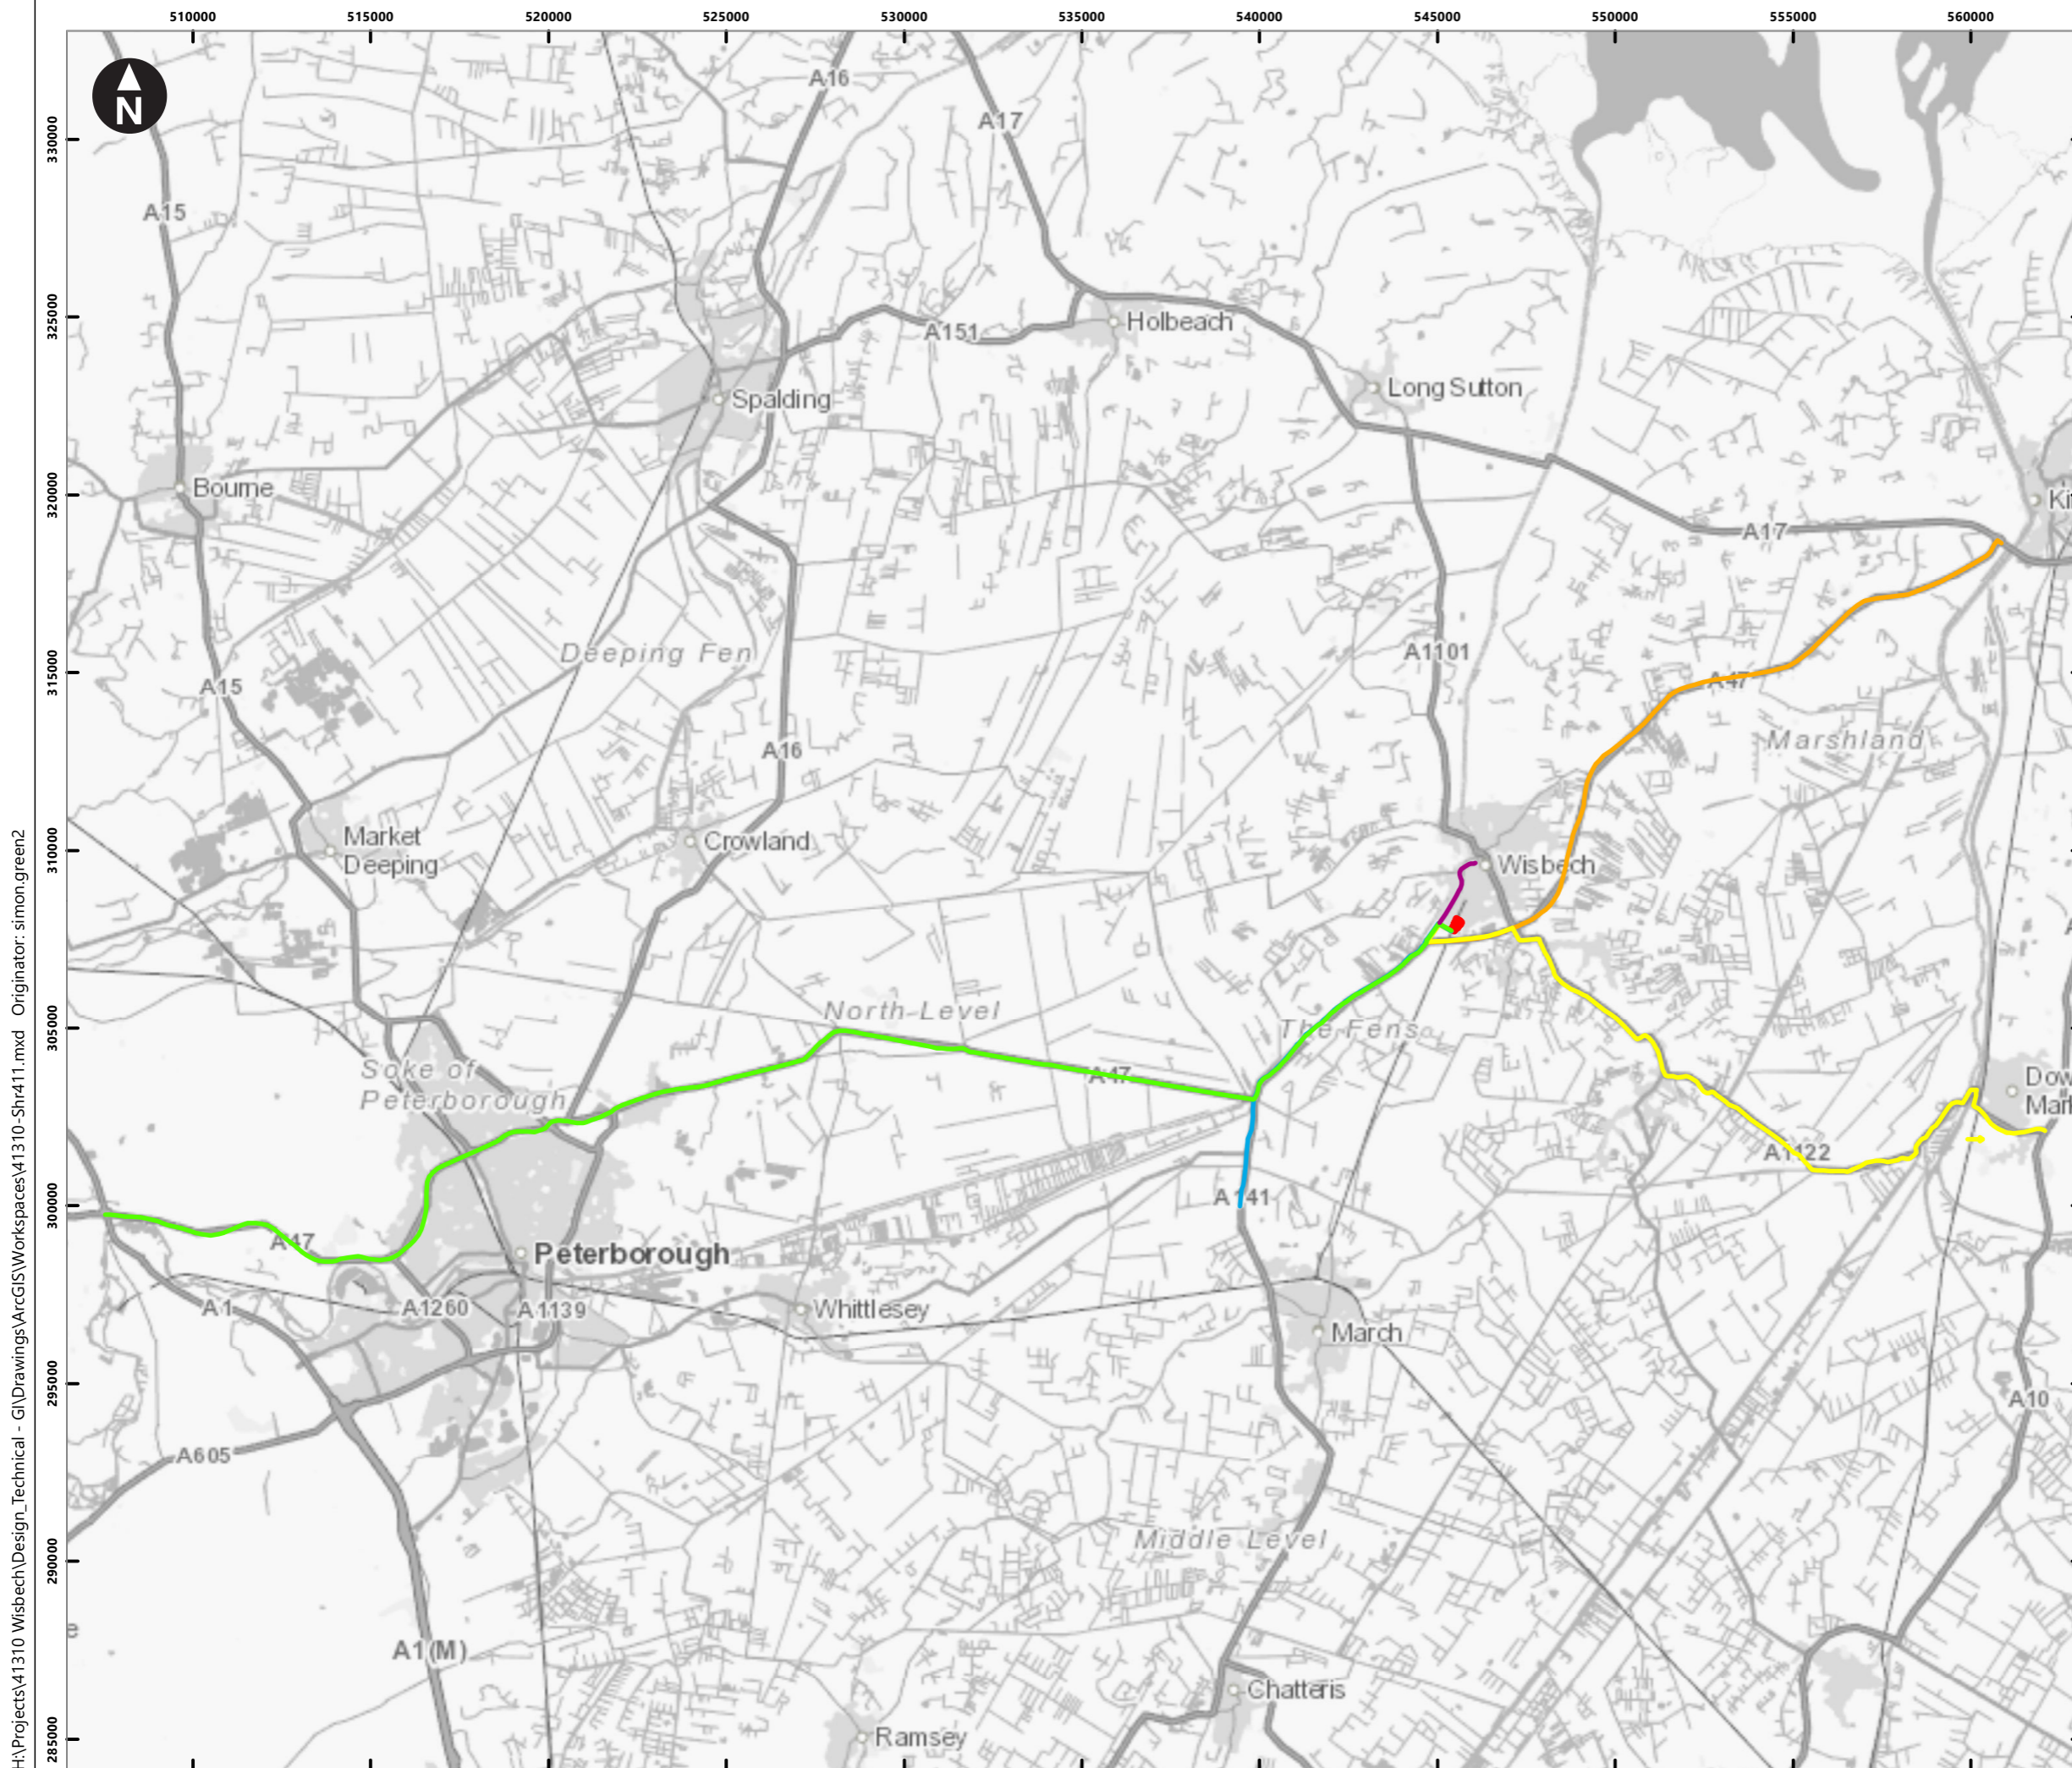 510000 515000 520000 525000 530000 535000 540000 545000 550000 555000 560000
N
A16
A17
330000
A15
325000
Holbeach
A151
Long Sutton
Spalding
320000
Bourne
A17
Deeping Fen
A1101
315000
A15
A47
Marshland
A16
310000
Market
Deeping
Crowland
Wisbech
305000
North Level
The Fens
Soke of
Peterborough
A47
A1122
300000
A141
A47
Peterborough
A1
A1260
A1139
Whittlesey
March
295000
A10
A605
290000
Middle Level
A1(M)
Chatteris
285000
Ramsey
H:\Projects\41310 Wisbech\Design_Technical - GI\Drawings\ArcGIS\Workspaces\41310-Shr411.mxd Originator: simon.green2